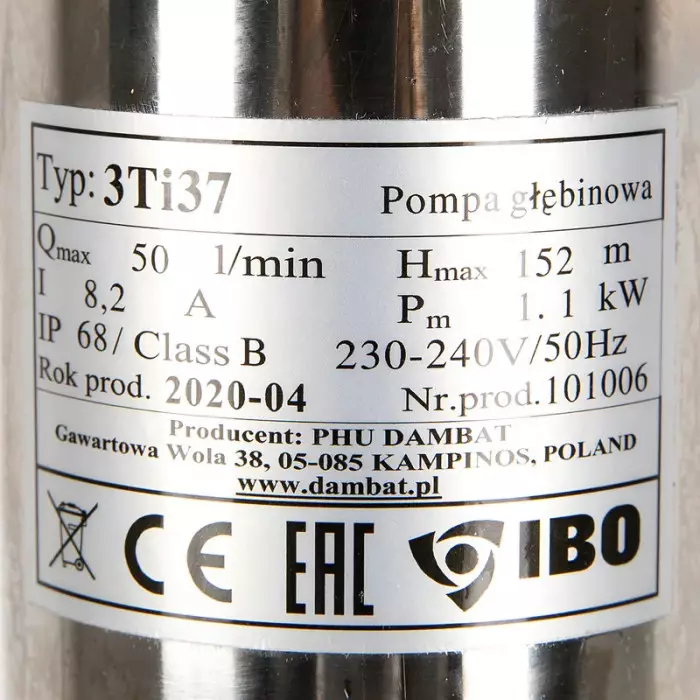 Typ: 3Ti37 Pompa głębinowa
Qmax 50 l/min Hmax 152 m
I 8,2 A Pm 1.1 kW
IP 68/ Class B 230-240V/50Hz
Rok prod. 2020-04 Nr.prod.101006
Producent: PHU DAMBAT
Gawartowa Wola 38, 05-085 KAMPINOS, POLAND
www.dambat.pl
CE EAC IBO